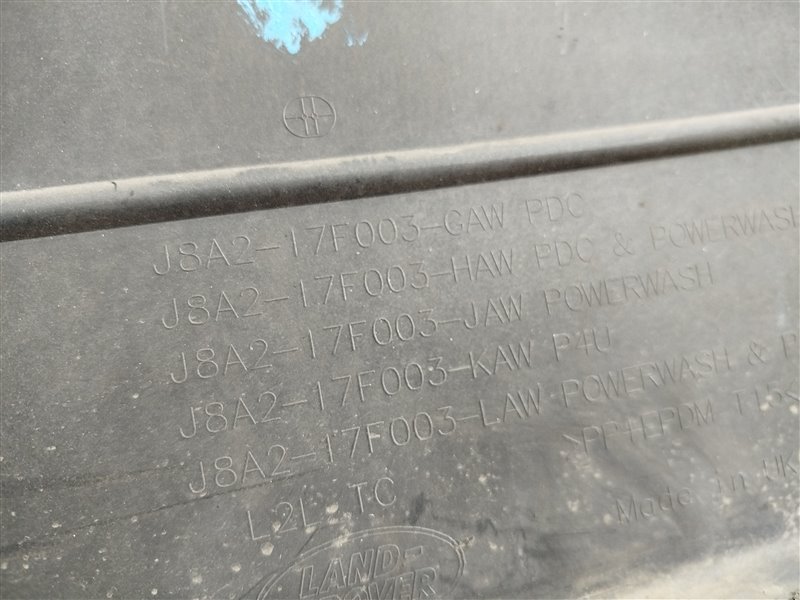 J8A2-17F003-GAW PDC
J8A2-17F003-HAW PDC & POWERWASH
J8A2-17F003-JAW POWERWASH
J8A2-17F003-KAW P4U
J8A2-17F003-LAW POWERWASH & P
>PP+EPDM T15<
L2L TC
Made in UK
LAND-
ROVER